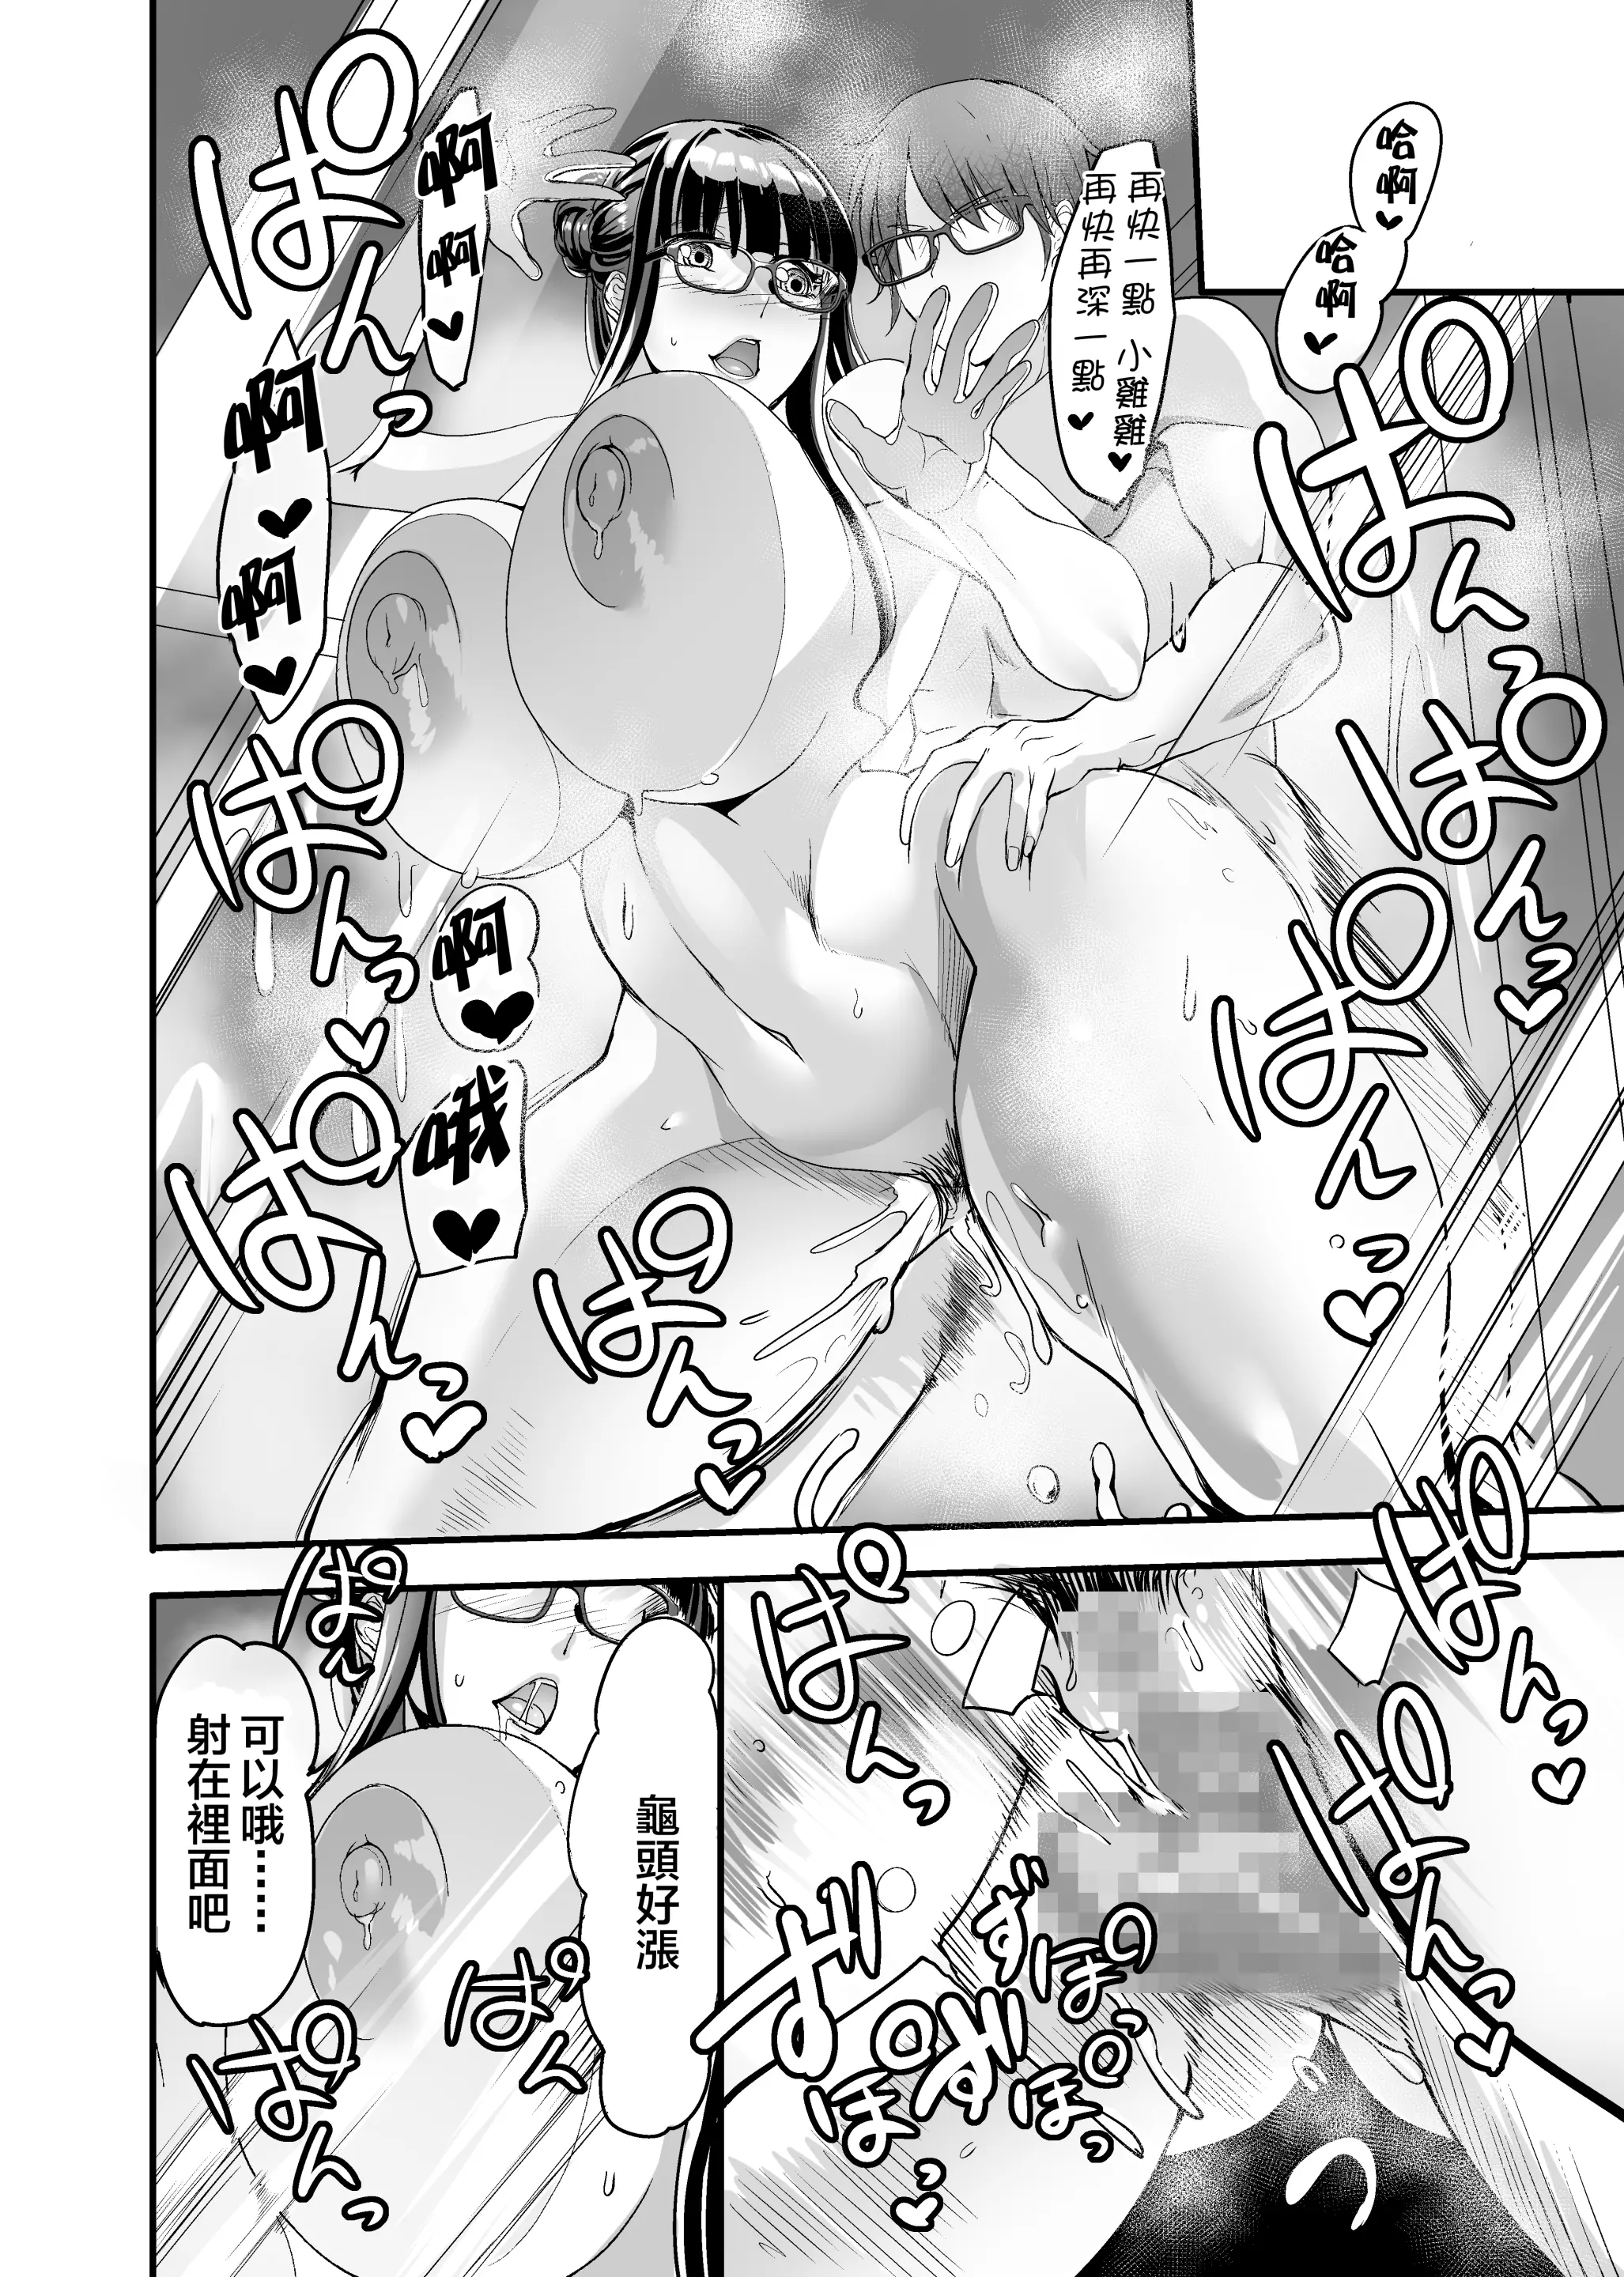 哈啊♥
哈啊♥
再快一點 小雞雞♥
再快再深一點♥
啊啊♥
啊♥啊♥
啊♥
哦♥
ぱんっ
ぱんっ
ぱんっ♡
ぱんっ♡
ぱんっ
ぱんっ♡
ぱんっ♡
ぱんっ♡
ぱんっ♡
ぱんっ♡
ぱんっ
ずぽっ
ずぽっ
ずぽっ♡
龜頭好漲
可以哦……
射在裡面吧
ぱぁん
ぱんっ
ぱんっ